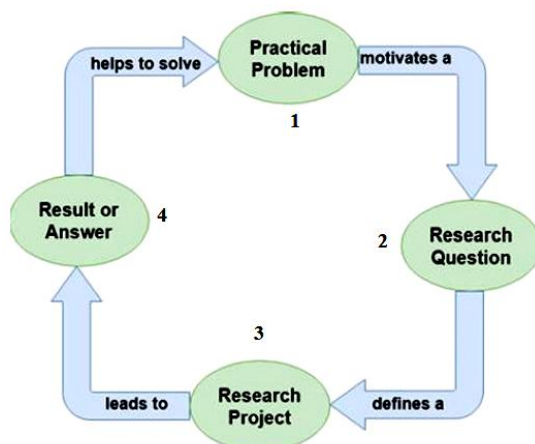 Practical
Problem
1
motivates a
2
Research
Question
defines a
3
Research
Project
leads to
4
Result or
Answer
helps to solve